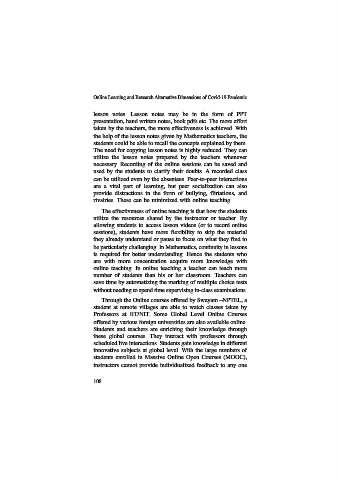 Online Learning and Research Alternative Dimensions of Covid-19 Pandemic
lesson notes. Lesson notes may be in the form of PPT
presentation, hand written notes, book pdfs etc. The more effort
taken by the teachers, the more effectiveness is achieved. With
the help of the lesson notes given by Mathematics teachers, the
students could be able to recall the concepts explained by them.
The need for copying lesson notes is highly reduced. They can
utilize the lesson notes prepared by the teachers whenever
necessary. Recording of the online sessions can be saved and
used by the students to clarify their doubts. A recorded class
can be utilized even by the absentees. Peer-to-peer interactions
are a vital part of learning, but peer socialization can also
provide distractions in the form of bullying, flirtations, and
rivalries. These can be minimized with online teaching.
The effectiveness of online teaching is that how the students
utilize the resources shared by the instructor or teacher. By
allowing students to access lesson videos (or to record online
sessions), students have more flexibility to skip the material
they already understand or pause to focus on what they find to
be particularly challenging. In Mathematics, continuity in lessons
is required for better understanding. Hence the students who
are with more concentration acquire more knowledge with
online teaching. In online teaching a teacher can teach more
number of students than his or her classroom. Teachers can
save time by automatizing the marking of multiple choice tests
without needing to spend time supervising in-class examinations.
Through the Online courses offered by Swayam –NPTEL, a
student at remote villages are able to watch classes taken by
Professors at IIT/NIT. Some Global Level Online Courses
offered by various foreign universities are also available online.
Students and teachers are enriching their knowledge through
these global courses. They interact with professors through
scheduled live interactions. Students gain knowledge in different
innovative subjects at global level. With the large numbers of
students enrolled in Massive Online Open Courses (MOOC),
instructors cannot provide individualized feedback to any one
108